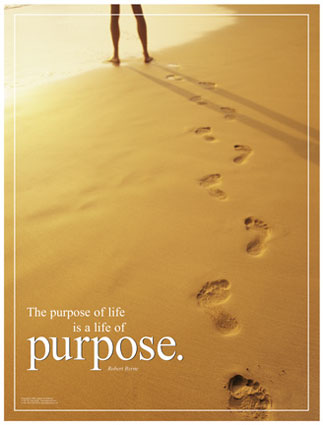 The purpose of life
is a life of
purpose.
Robert Byrne